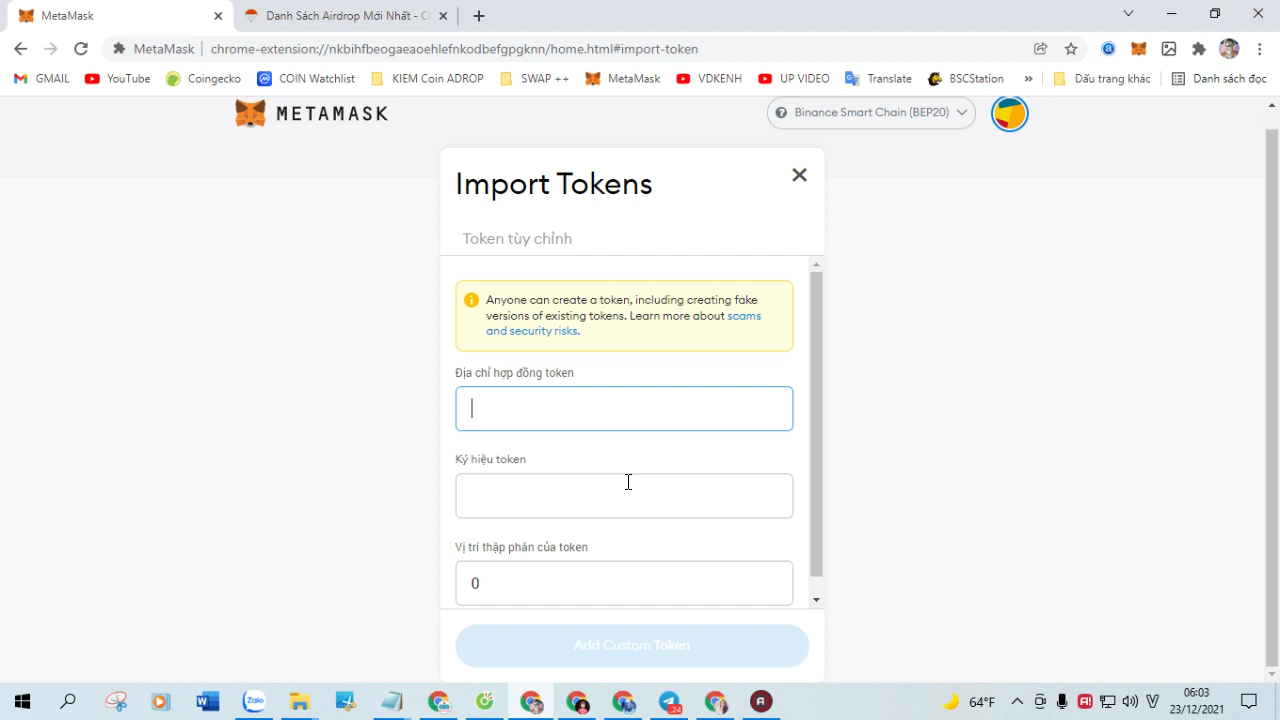 MetaMask
Danh Sách Airdrop Mới Nhất - C
MetaMask
chrome-extension://nkbihfbeogaeaoehlefnkodbefgpgknn/home.html#import-token
GMAIL
YouTube
Coingecko
COIN Watchlist
KIEM Coin ADROP
SWAP ++
MetaMask
VDKENH
UP VIDEO
Translate
BSCStation
»
Dấu trang khác
Danh sách đọc
METAMASK
Binance Smart Chain (BEP20)
Import Tokens
Token tùy chỉnh
Anyone can create a token, including creating fake
versions of existing tokens. Learn more about scams
and security risks.
Địa chỉ hợp đồng token
Ký hiệu token
Vị trí thập phân của token
0
Add Custom Token
Zalo
24
64°F
06:03
23/12/2021